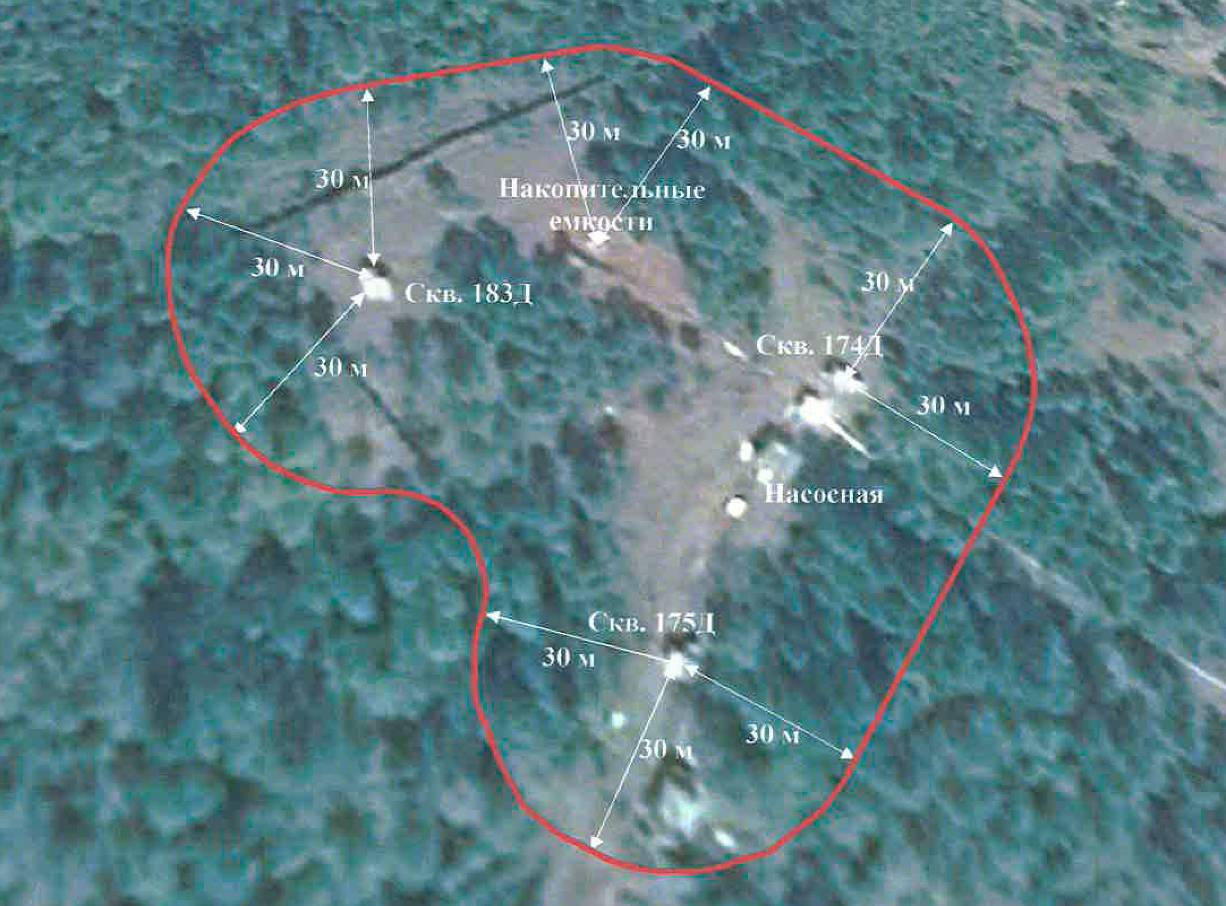 30 м
30 м
30 м
Накопительные
емкости
30 м
Скв. 183Д
30 м
30 м
Скв. 174Д
30 м
Насосная
Скв. 175Д
30 м
30 м
30 м